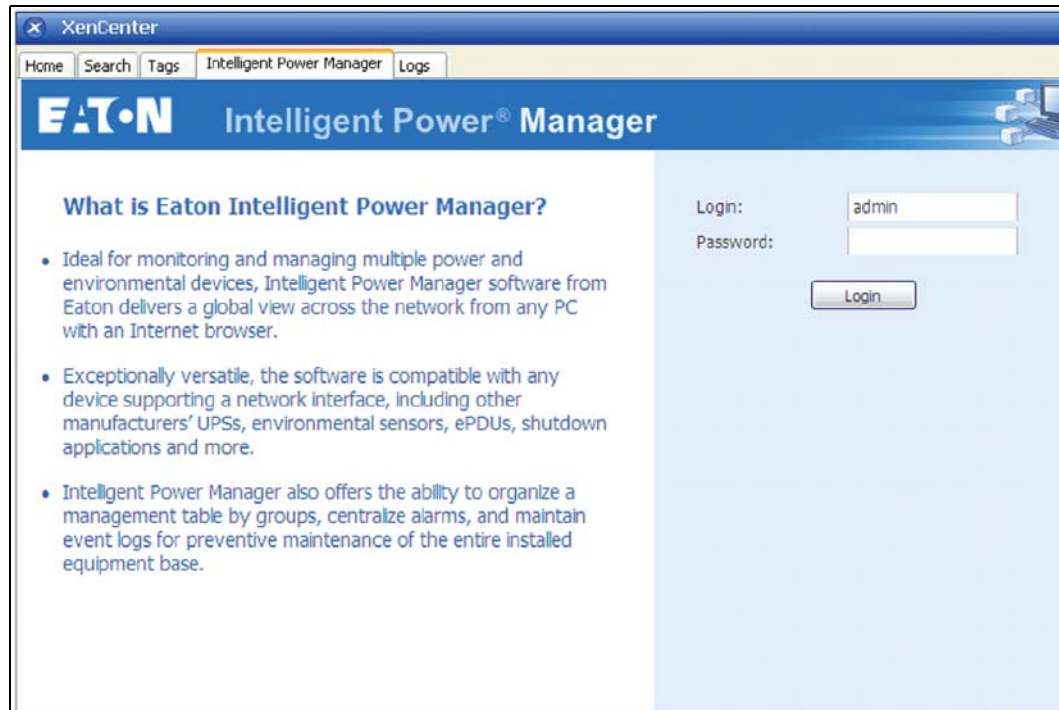 XenCenter
Home Search Tags Intelligent Power Manager Logs
EATON Intelligent Power® Manager
What is Eaton Intelligent Power Manager?
• Ideal for monitoring and managing multiple power and
environmental devices, Intelligent Power Manager software from
Eaton delivers a global view across the network from any PC
with an Internet browser.
• Exceptionally versatile, the software is compatible with any
device supporting a network interface, including other
manufacturers’ UPSs, environmental sensors, ePDUs, shutdown
applications and more.
• Intelligent Power Manager also offers the ability to organize a
management table by groups, centralize alarms, and maintain
event logs for preventive maintenance of the entire installed
equipment base.
Login: admin
Password:
Login